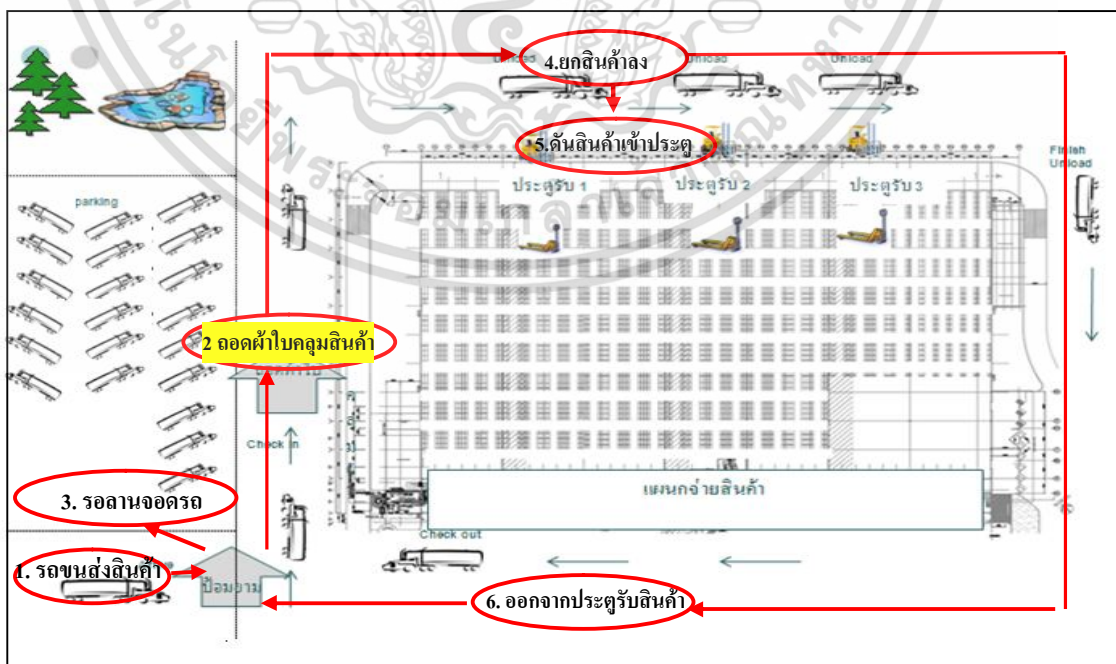 Unload
4.ยกสินค้าลง
Unload
Unload
5.ดันสินค้าเข้าประตู
Finish
Unload
ประตูรับ 1
ประตูรับ 2
ประตูรับ 3
parking
2 ถอดผ้าใบคลุมสินค้า
Check in
3. รอลานจอดรถ
แผนกจ่ายสินค้า
Check out
1. รถขนส่งสินค้า
ป้อมยาม
6. ออกจากประตูรับสินค้า